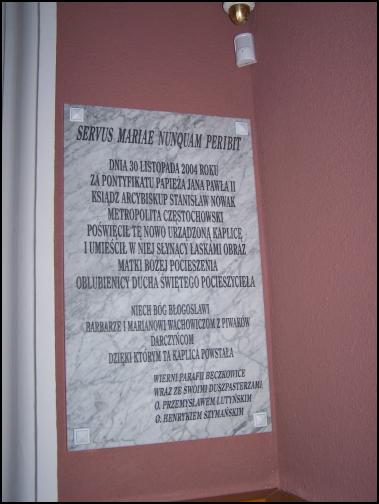 SERVUS MARIAE NUNQUAM PERIBIT
DNIA 30 LISTOPADA 2004 ROKU
ZA PONTYFIKATU PAPIEŻA JANA PAWŁA II
KSIĄDZ ARCYBISKUP STANISŁAW NOWAK
METROPOLITA CZĘSTOCHOWSKI
POŚWIĘCIŁ TĘ NOWO URZĄDZONĄ KAPLICĘ
I UMIEŚCIŁ W NIEJ SŁYNĄCY ŁASKAMI OBRAZ
MATKI BOŻEJ POCIESZENIA
OBLUBIENICY DUCHA ŚWIĘTEGO POCIESZYCIELA
NIECH BÓG BŁOGOSŁAWI
BARBARZE I MARIANOWI WACHOWICZOM Z PIWAKÓW
DARCZYŃCOM
DZIĘKI KTÓRYM TA KAPLICA POWSTAŁA
WIERNI PARAFII BĘCZKOWICE
WRAZ ZE SWOIMI DUSZPASTERZAMI
O. PRZEMYSŁAWEM LUTYŃSKIM
O. HENRYKIEM SZYMAŃSKIM